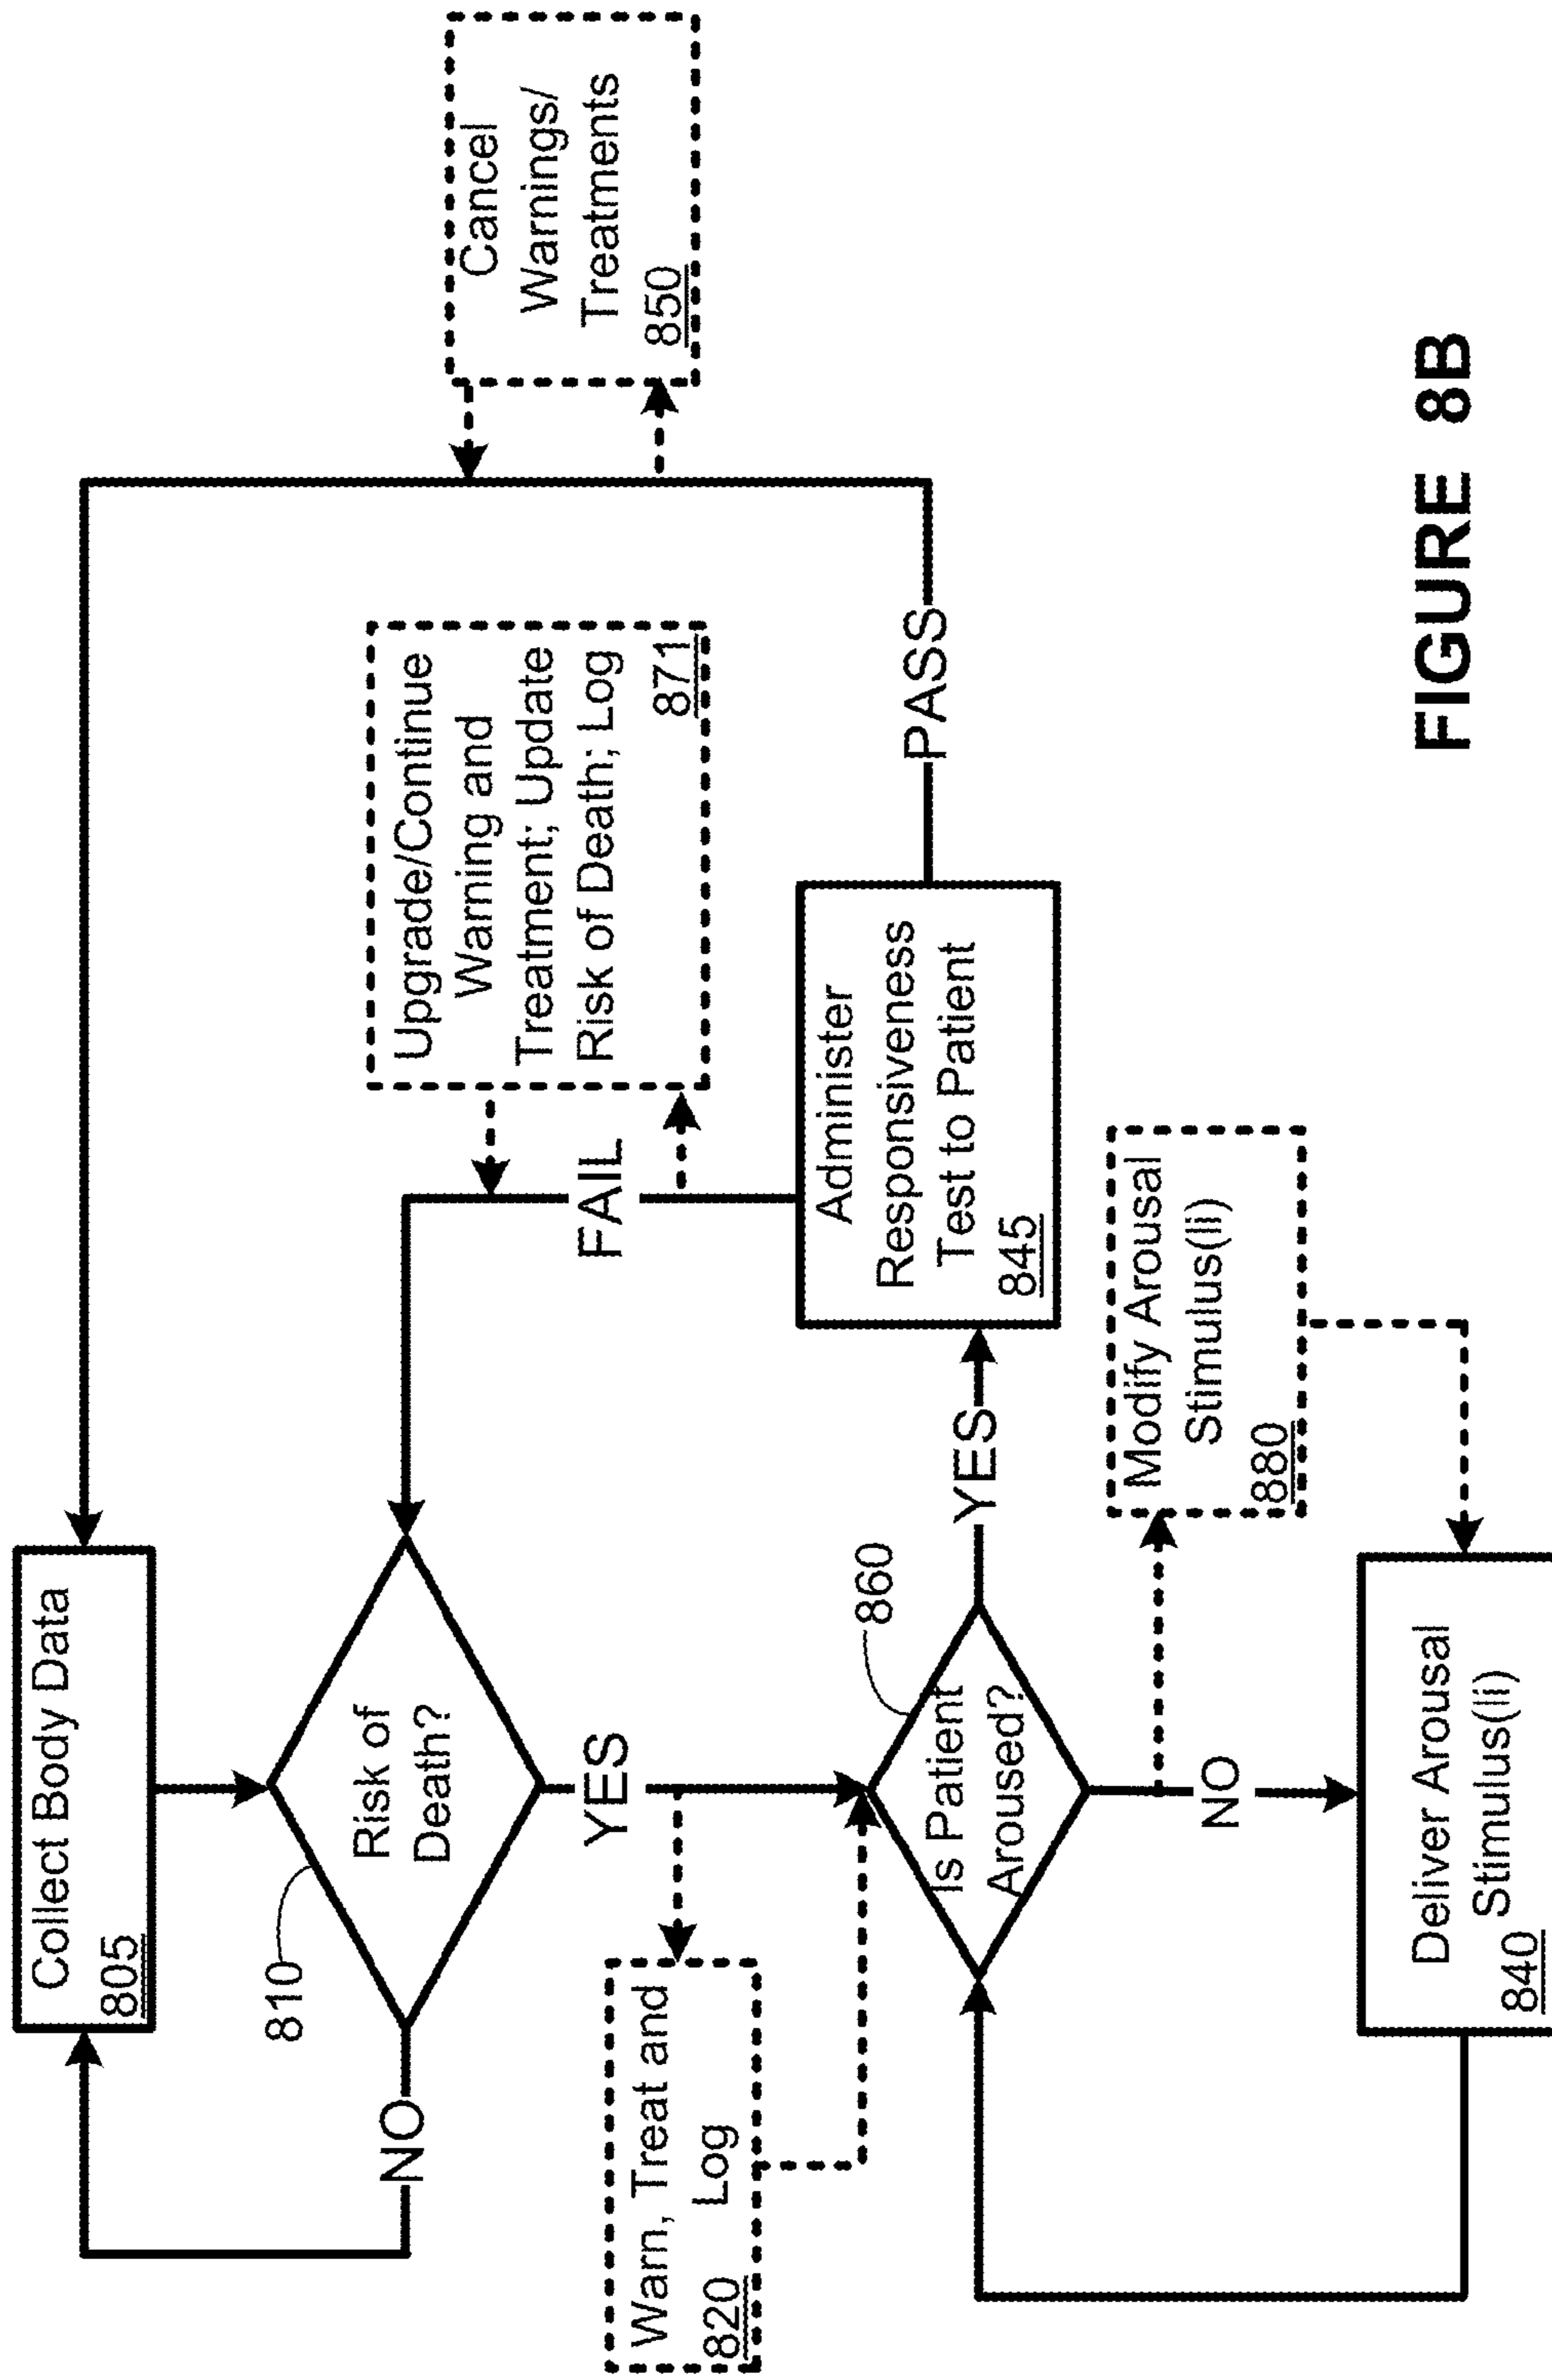 Collect Body Data
805
810
Risk of
Death?
NO
YES
Warn, Treat and
820 Log
860
Is Patient
Aroused?
YES
NO
Deliver Arousal
Stimulus(li)
840
Modify Arousal
Stimulus(li)
880
Administer
Responsiveness
Test to Patient
845
FAIL
Upgrade/Continue
Warning and
Treatment; Update
Risk of Death; Log
871
PASS
Cancel
Warnings/
Treatments
850
FIGURE 8B